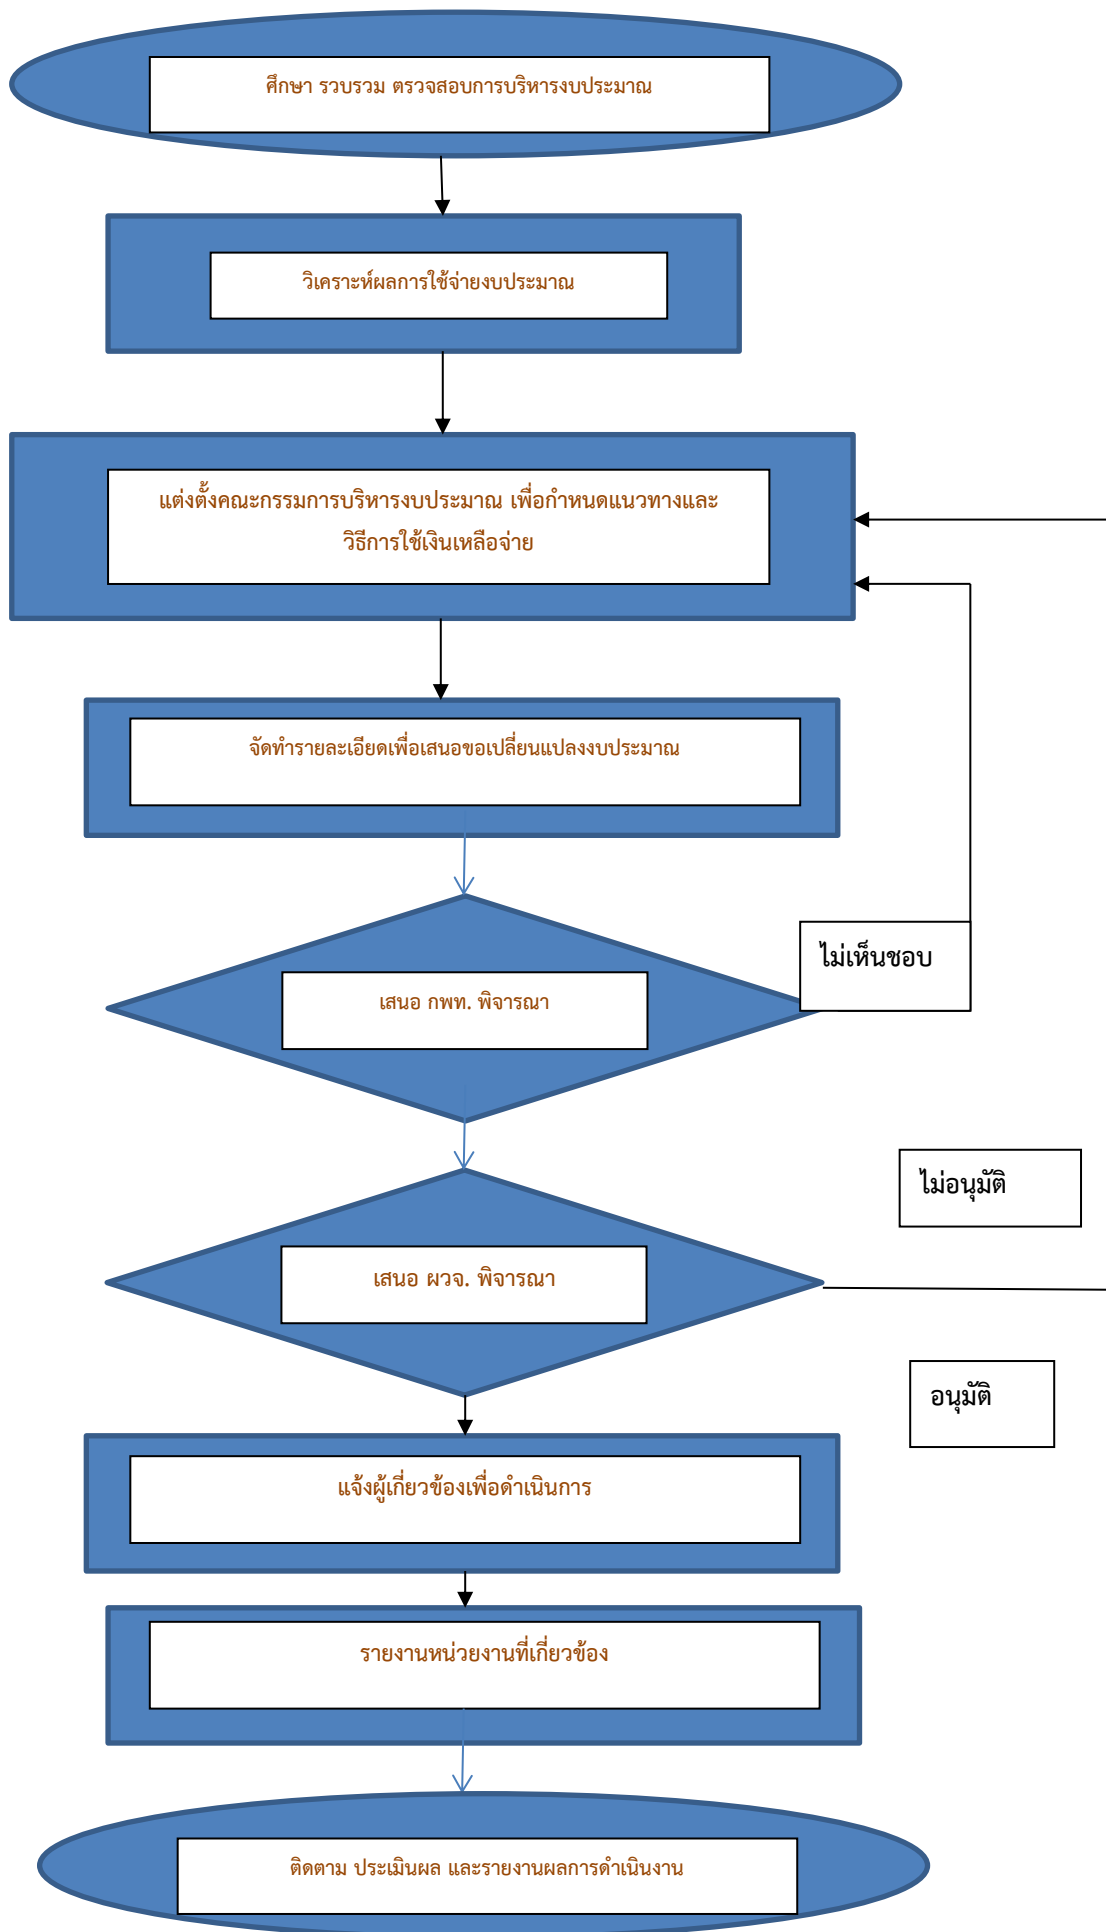 ศึกษา รวบรวม ตรวจสอบการบริหารงบประมาณ
วิเคราะห์ผลการใช้จ่ายงบประมาณ
แต่งตั้งคณะกรรมการบริหารงบประมาณ เพื่อกำหนดแนวทางและ
วิธีการใช้เงินเหลือจ่าย
จัดทำรายละเอียดเพื่อเสนอขอเปลี่ยนแปลงงบประมาณ
ไม่เห็นชอบ
เสนอ กพท. พิจารณา
ไม่อนุมัติ
เสนอ ผวจ. พิจารณา
อนุมัติ
แจ้งผู้เกี่ยวข้องเพื่อดำเนินการ
รายงานหน่วยงานที่เกี่ยวข้อง
ติดตาม ประเมินผล และรายงานผลการดำเนินงาน